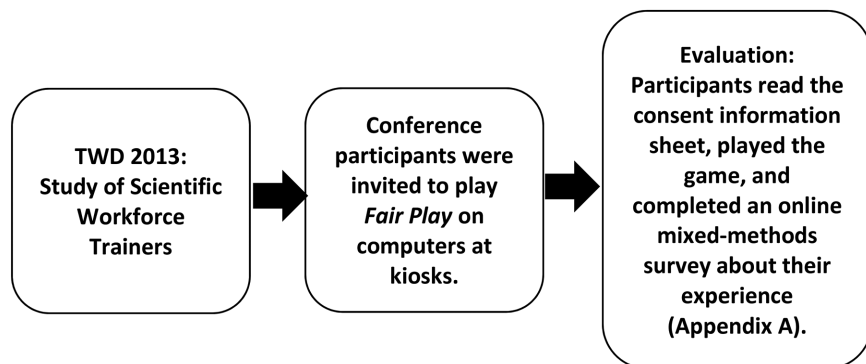 TWD 2013:
Study of Scientific
Workforce
Trainers
Conference
participants were
invited to play
Fair Play on
computers at
kiosks.
Evaluation:
Participants read the
consent information
sheet, played the
game, and
completed an online
mixed-methods
survey about their
experience
(Appendix A).